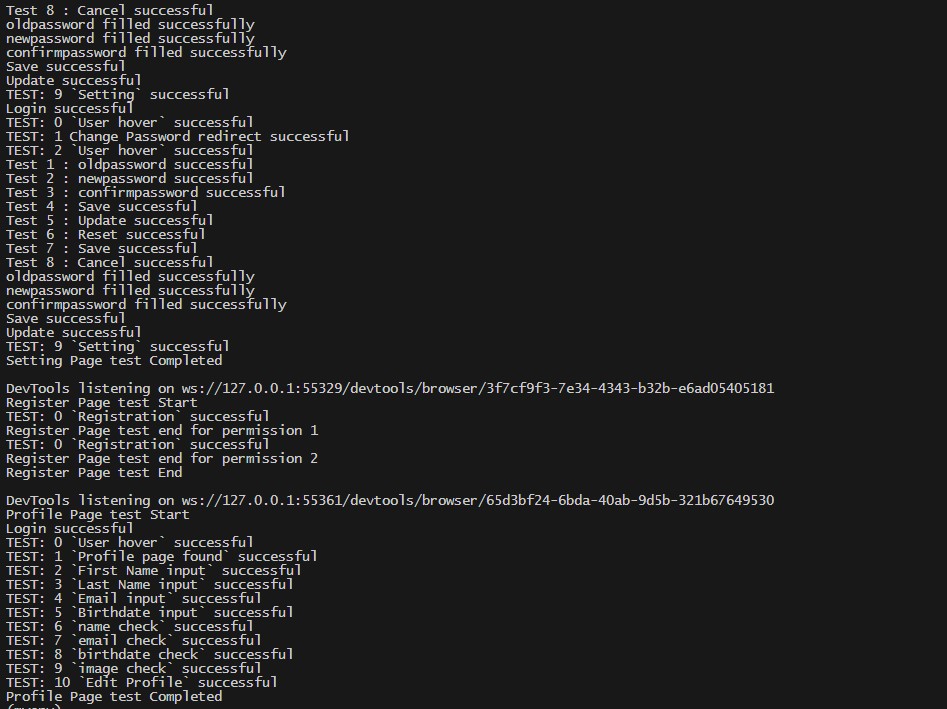 Test 8 : Cancel successful
oldpassword filled successfully
newpassword filled successfully
confirmpassword filled successfully
Save successful
Update successful
TEST: 9 `Setting` successful
Login successful
TEST: 0 `User hover` successful
TEST: 1 Change Password redirect successful
TEST: 2 `User hover` successful
Test 1 : oldpassword successful
Test 2 : newpassword successful
Test 3 : confirmpassword successful
Test 4 : Save successful
Test 5 : Update successful
Test 6 : Reset successful
Test 7 : Save successful
Test 8 : Cancel successful
oldpassword filled successfully
newpassword filled successfully
confirmpassword filled successfully
Save successful
Update successful
TEST: 9 `Setting` successful
Setting Page test Completed
DevTools listening on ws://127.0.0.1:55329/devtools/browser/3f7cf9f3-7e34-4343-b32b-e6ad05405181
Register Page test Start
TEST: 0 `Registration` successful
Register Page test end for permission 1
TEST: 0 `Registration` successful
Register Page test end for permission 2
Register Page test End
DevTools listening on ws://127.0.0.1:55361/devtools/browser/65d3bf24-6bda-40ab-9d5b-321b67649530
Profile Page test Start
Login successful
TEST: 0 `User hover` successful
TEST: 1 `Profile page found` successful
TEST: 2 `First Name input` successful
TEST: 3 `Last Name input` successful
TEST: 4 `Email input` successful
TEST: 5 `Birthdate input` successful
TEST: 6 `name check` successful
TEST: 7 `email check` successful
TEST: 8 `birthdate check` successful
TEST: 9 `image check` successful
TEST: 10 `Edit Profile` successful
Profile Page test Completed